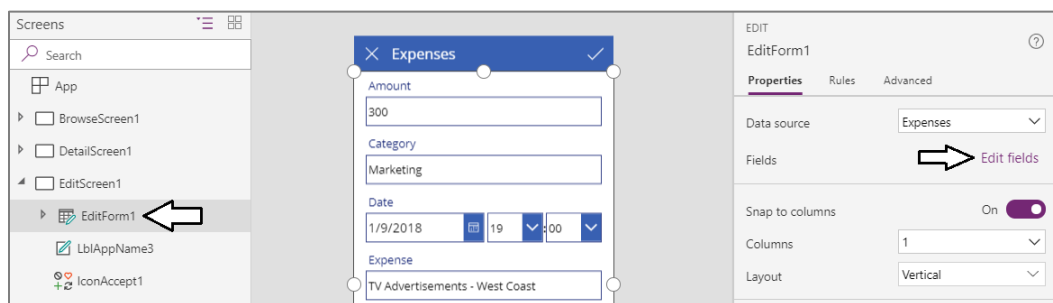 Screens
Search
App
BrowseScreen1
DetailScreen1
EditScreen1
EditForm1
LblAppName3
IconAccept1
Expenses
Amount
300
Category
Marketing
Date
1/9/2018 19 :00
Expense
TV Advertisements - West Coast
EDIT
EditForm1
Properties Rules Advanced
Data source Expenses
Fields Edit fields
Snap to columns On
Columns 1
Layout Vertical